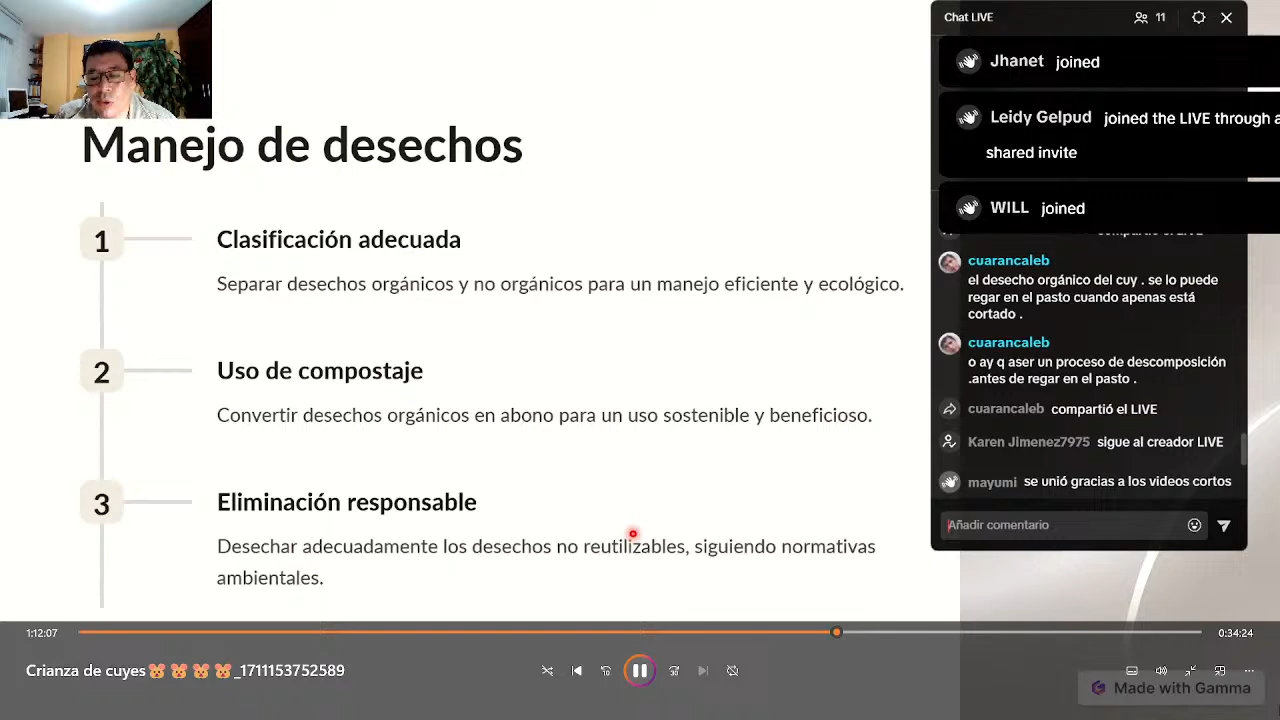 Manejo de desechos
1
Clasificación adecuada
Separar desechos orgánicos y no orgánicos para un manejo eficiente y ecológico.
2
Uso de compostaje
Convertir desechos orgánicos en abono para un uso sostenible y beneficioso.
3
Eliminación responsable
Desechar adecuadamente los desechos no reutilizables, siguiendo normativas
ambientales.
Chat LIVE
11
Jhanet joined
Leidy Gelpud joined the LIVE through a
shared invite
WILL joined
cuarancaleb
el desecho orgánico del cuy . se lo puede
regar en el pasto cuando apenas está
cortado .
cuarancaleb
o ay q aser un proceso de descomposición
.antes de regar en el pasto .
cuarancaleb compartió el LIVE
Karen Jimenez7975 sigue al creador LIVE
mayumi se unió gracias a los videos cortos
Añadir comentario
1:12:07
0:34:24
Crianza de cuyes🐹🐹🐹🐹_1711153752589
Made with Gamma